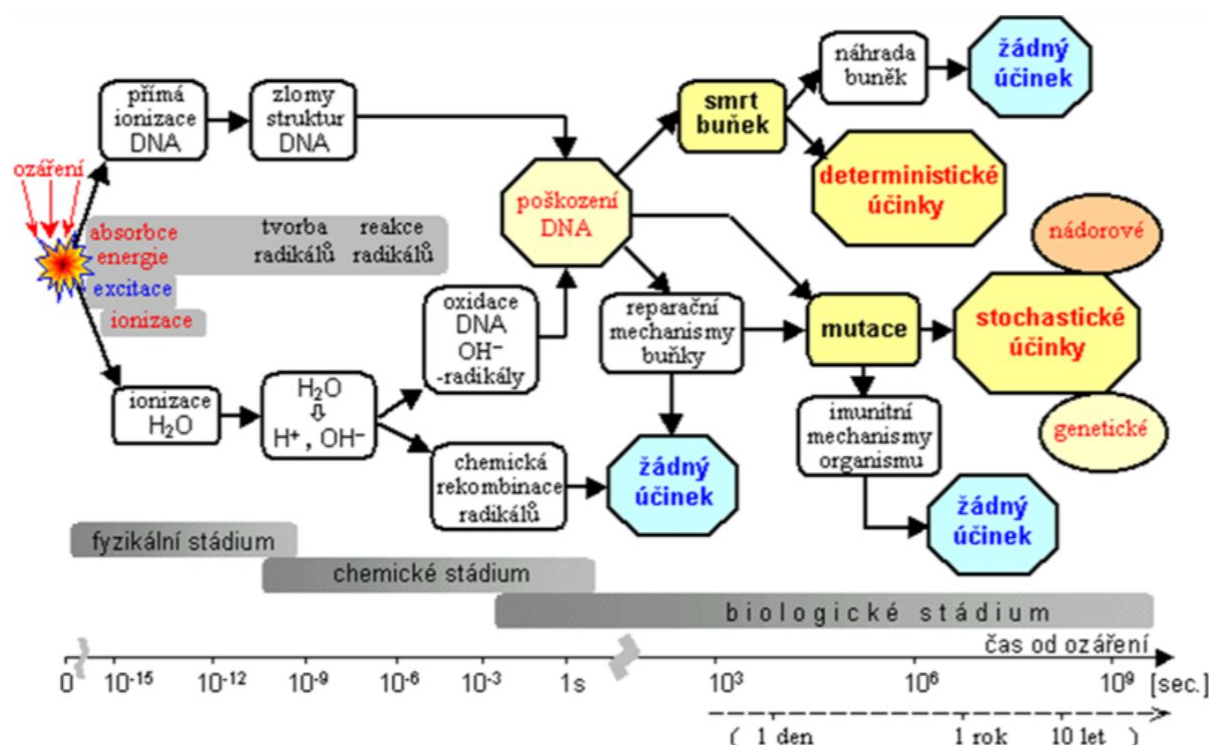 přímá
ionizace
DNA
zlomy
struktur
DNA
smrt
buňek
náhrada
buněk
žádný
účinek
ozáření
deterministické
účinky
poškození
DNA
absorbce
energie
excitace
ionizace
tvorba
radikálů
reakce
radikálů
nádorové
oxidace
DNA
OH⁻
-radikály
reparační
mechanismy
buňky
mutace
stochastické
účinky
ionizace
H₂O
H₂O
⇩
H⁺ , OH⁻
imunitní
mechanismy
organismu
genetické
chemická
rekombinace
radikálů
žádný
účinek
žádný
účinek
fyzikální stádium
chemické stádium
biologické stádium
čas od ozáření
0 10⁻¹⁵ 10⁻¹² 10⁻⁹ 10⁻⁶ 10⁻³ 1s 10³ 10⁶ 10⁹ [sec.]
( 1 den 1 rok 10 let )